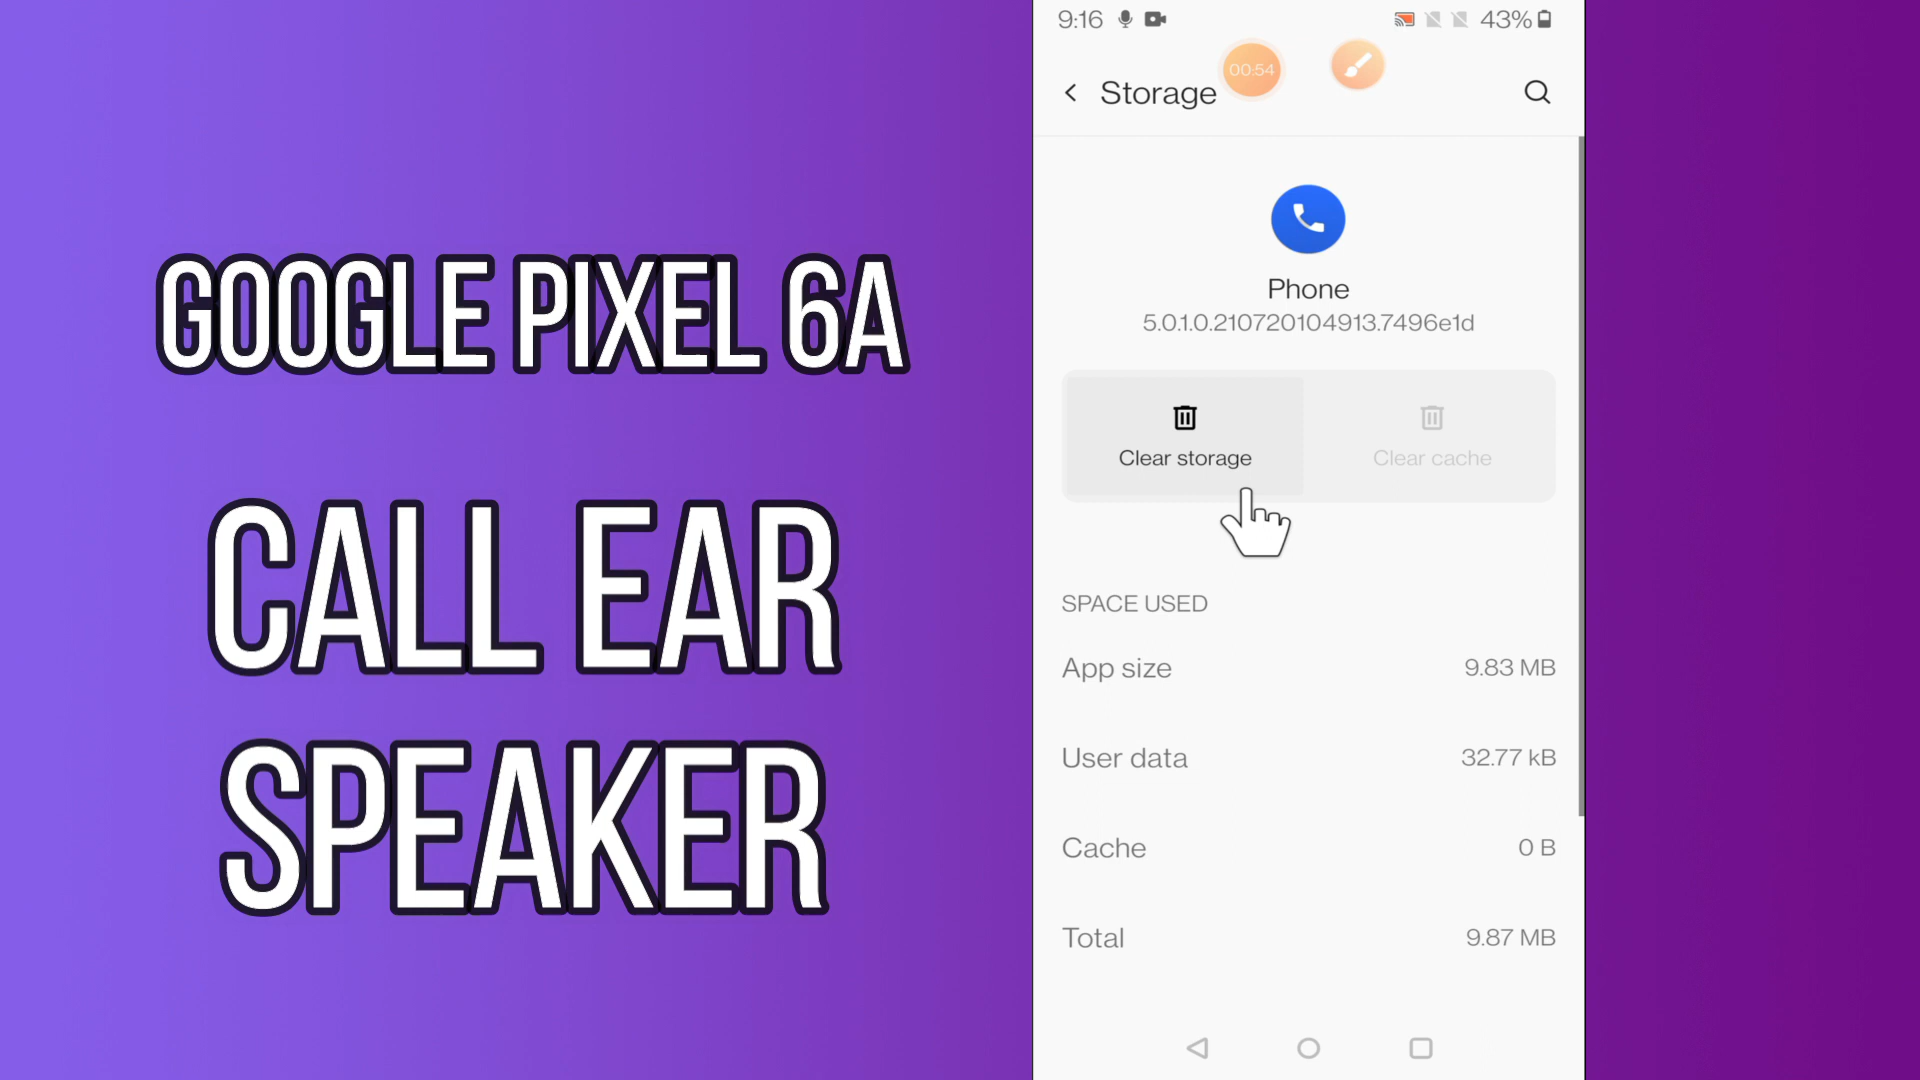 GOOGLE PIXEL 6A
CALL EAR
SPEAKER
9:16
43%
00:54
Storage
Phone
5.0.1.0.210720104913.7496e1d
Clear storage
Clear cache
SPACE USED
App size
9.83 MB
User data
32.77 kB
Cache
0 B
Total
9.87 MB